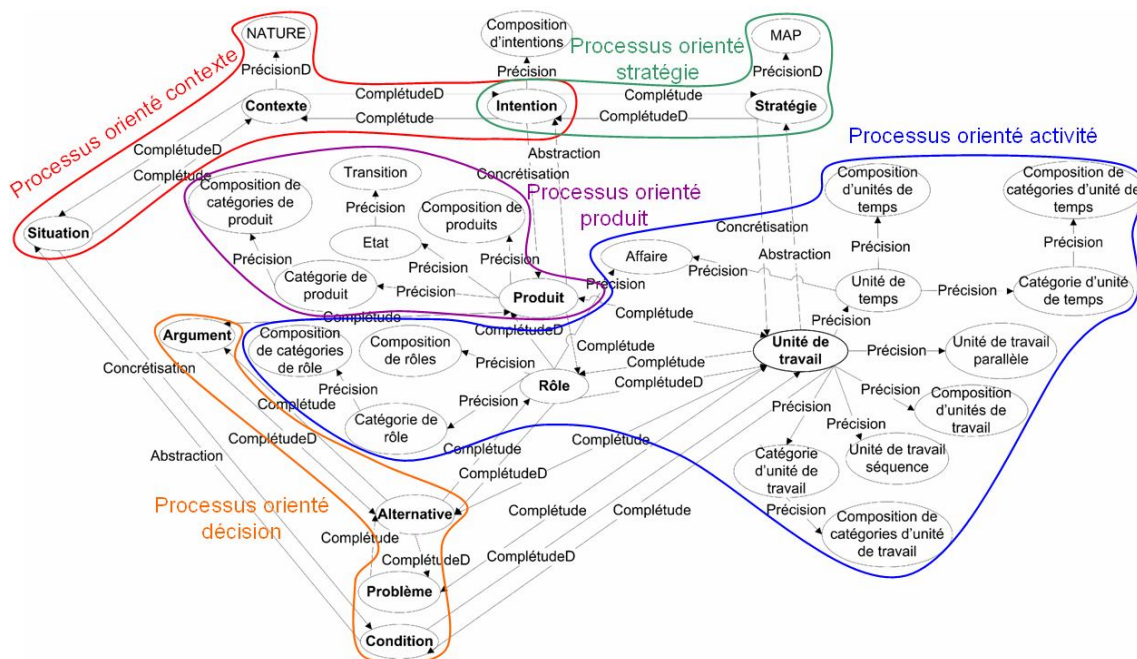 NATURE
Composition
d'intentions
Processus orienté
stratégie
MAP
Processus orienté contexte
PrécisionD
Précision
PrécisionD
Contexte
ComplétudeD
Intention
Complétude
Stratégie
Complétude
ComplétudeD
Processus orienté activité
ComplétudeD
Complétude
Abstraction
Concrétisation
Situation
Composition de
catégories de
produit
Transition
Précision
Composition
de produits
Processus orienté
produit
Composition
d'unités de
temps
Composition de
catégories d'unité de
temps
Etat
Concrétisation
Abstraction
Affaire
Précision
Précision
Précision
Précision
Précision
Catégorie de
produit
Précision
Précision
Produit
Précision
Précision
Unité de
temps
Précision
Catégorie d'unité
de temps
Précision
Complétude
ComplétudeD
Complétude
Argument
Composition
de catégories
de rôle
Composition
de rôles
Complétude
Unité de
travail
Précision
Unité de travail
parallèle
Concrétisation
Précision
Complétude
ComplétudeD
Rôle
Précision
Précision
Catégorie de
rôle
Précision
Précision
Précision
Composition
d'unités de
travail
Complétude
ComplétudeD
Complétude
ComplétudeD
Complétude
Abstraction
Catégorie
d'unité de
travail
Unité de travail
séquence
Processus orienté
décision
Alternative
Précision
Complétude
Complétude
Composition de
catégories d'unité
de travail
ComplétudeD
ComplétudeD
Complétude
Problème
Condition